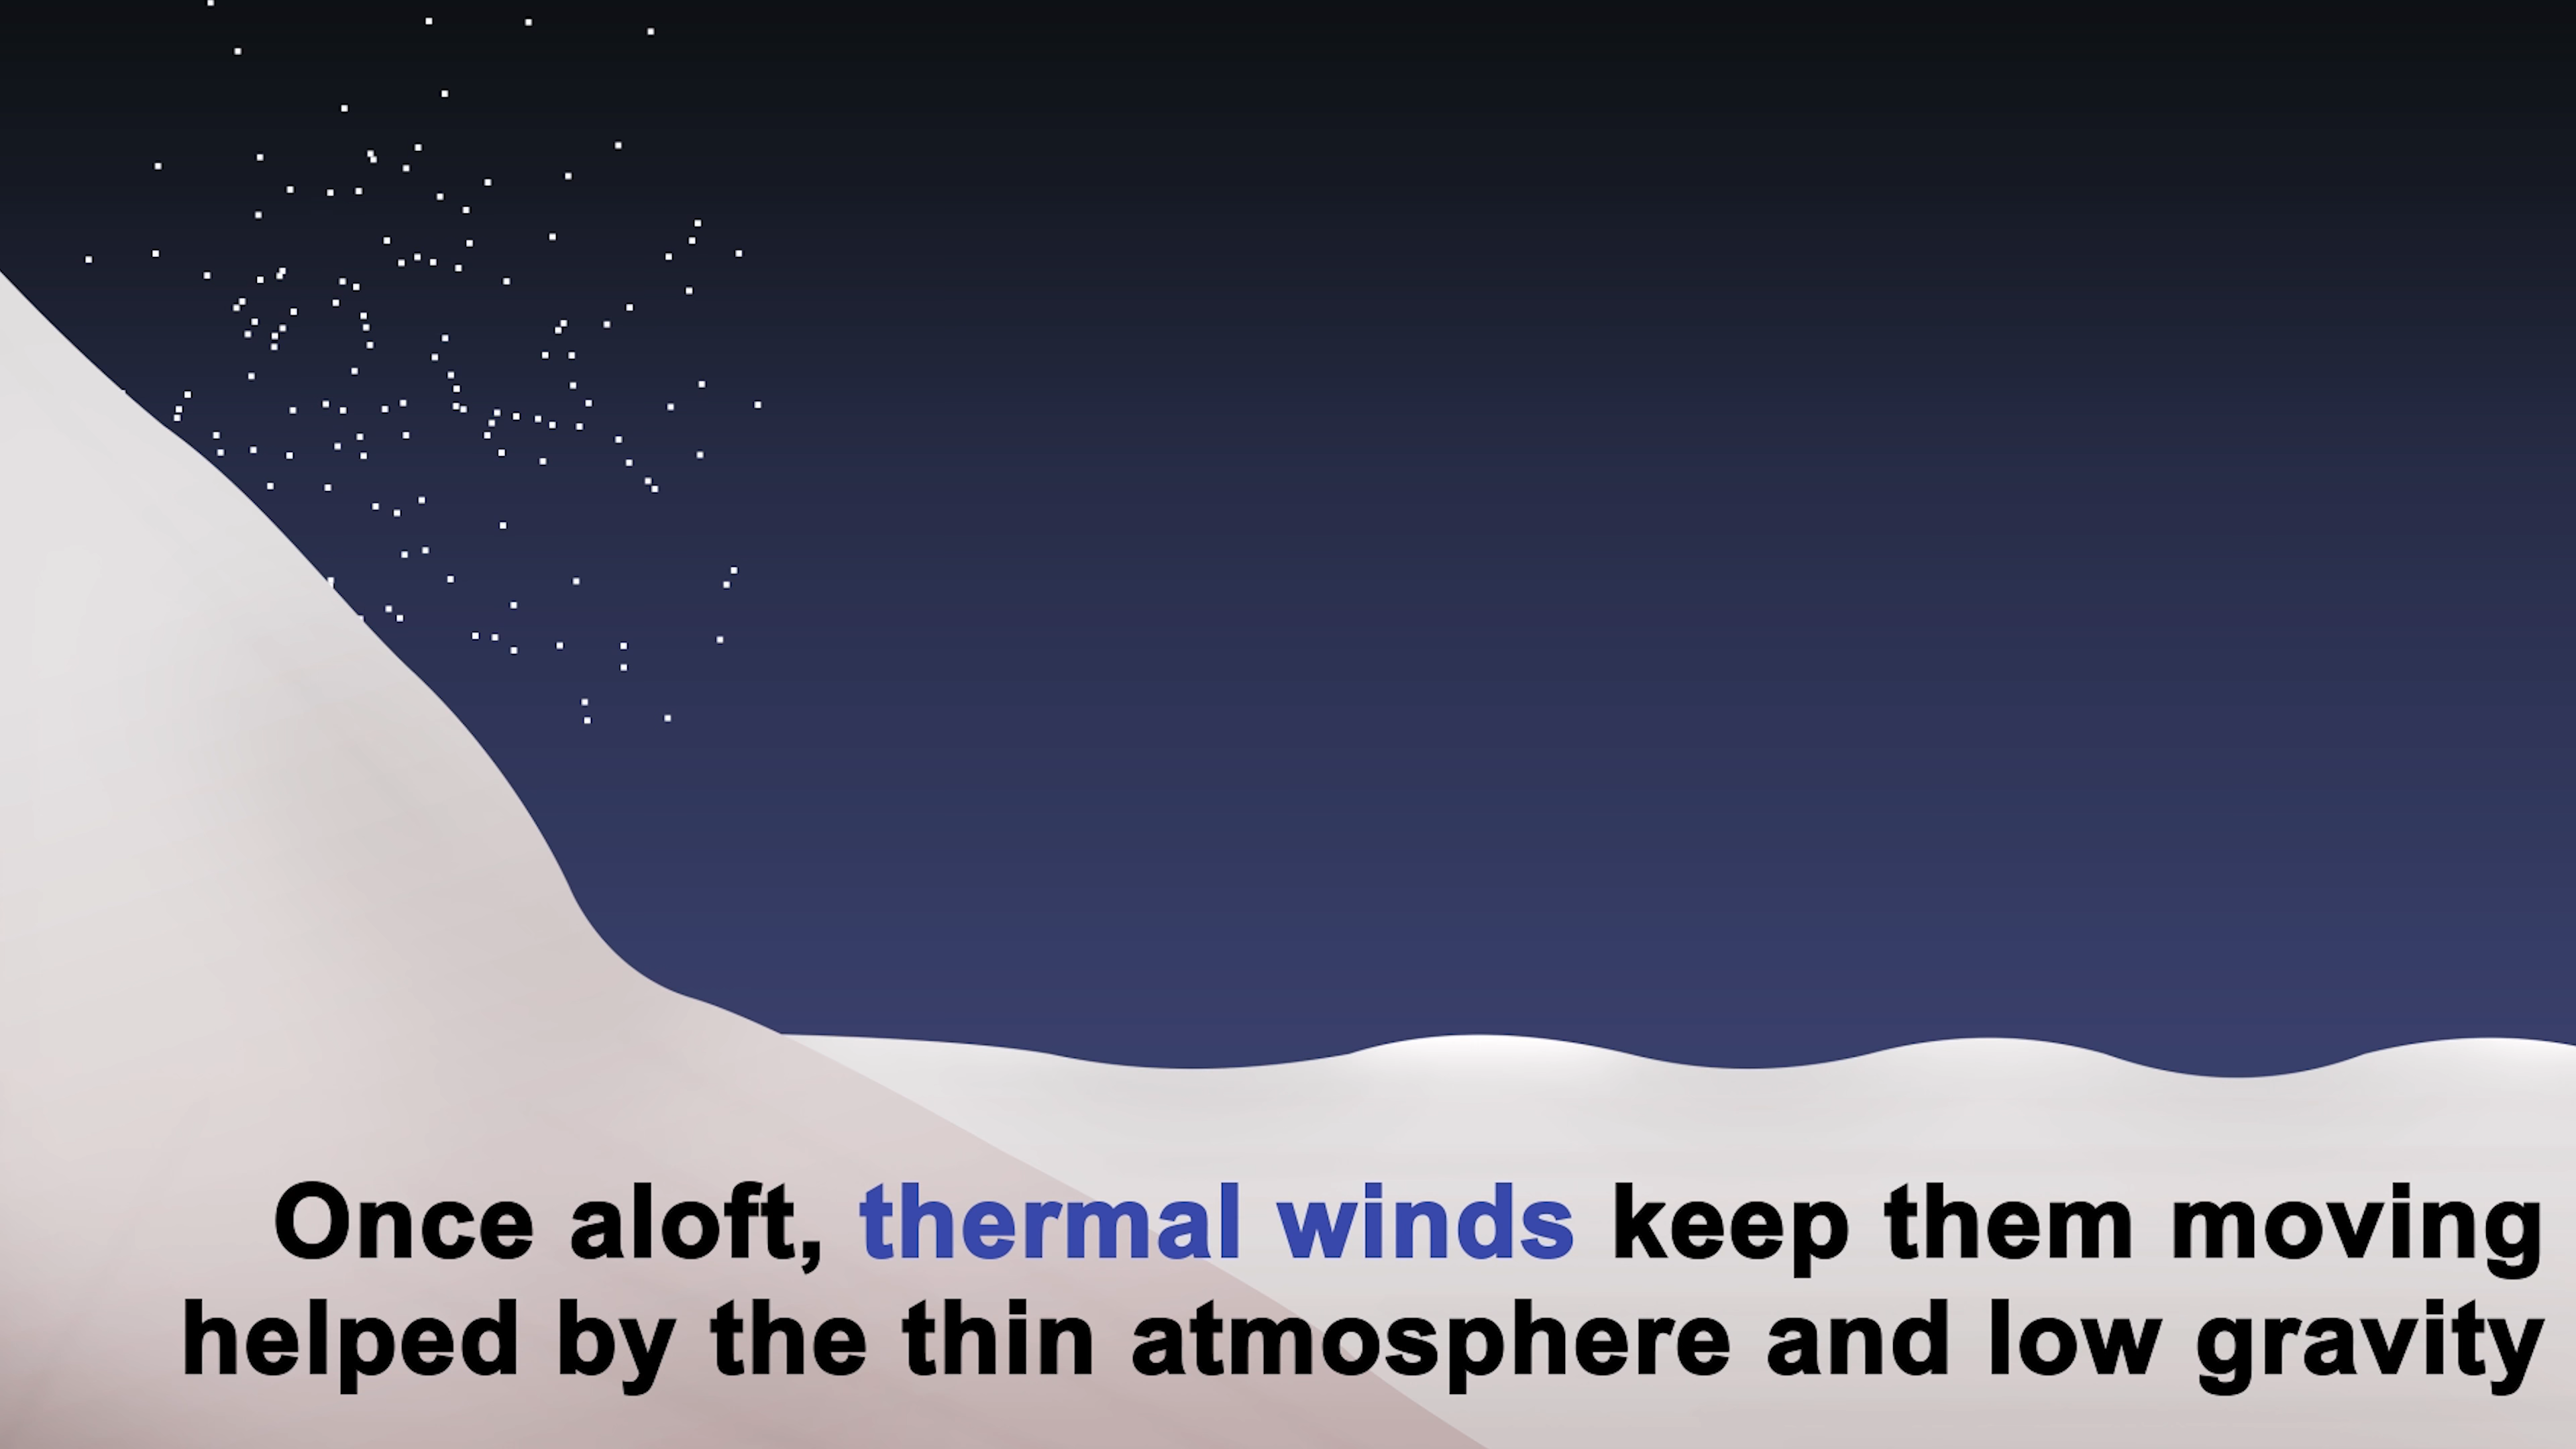 Once aloft, thermal winds keep them moving
helped by the thin atmosphere and low gravity